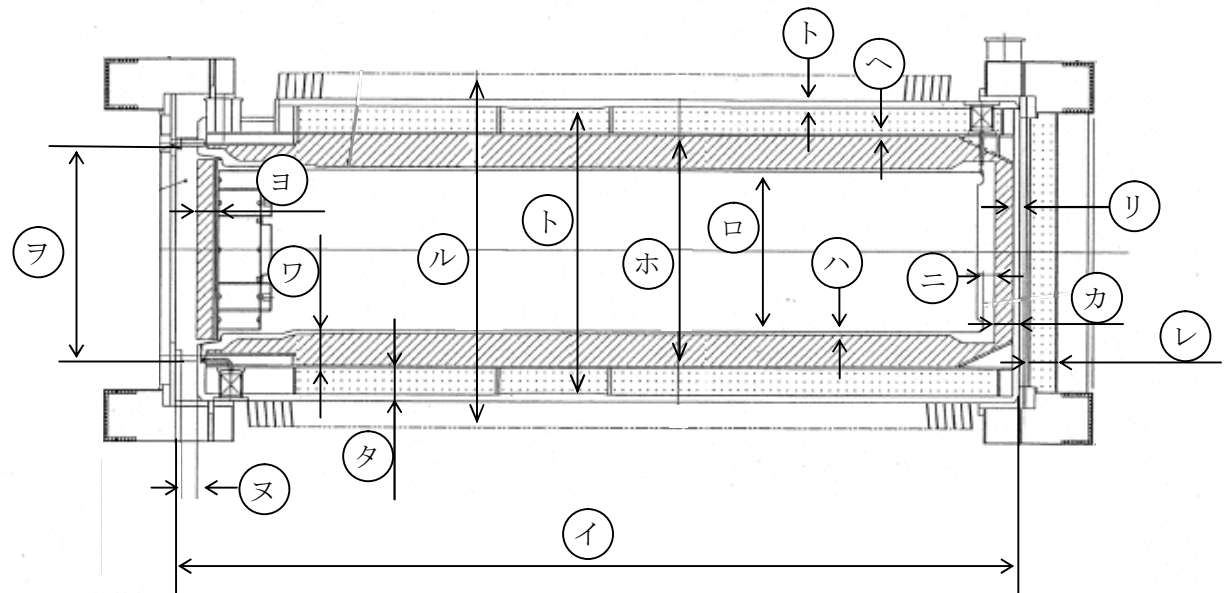 ト
ヘ
ヨ
リ
ロ
ト
ル
ホ
ヲ
ワ
ハ
ニ
カ
レ
タ
ヌ
イ